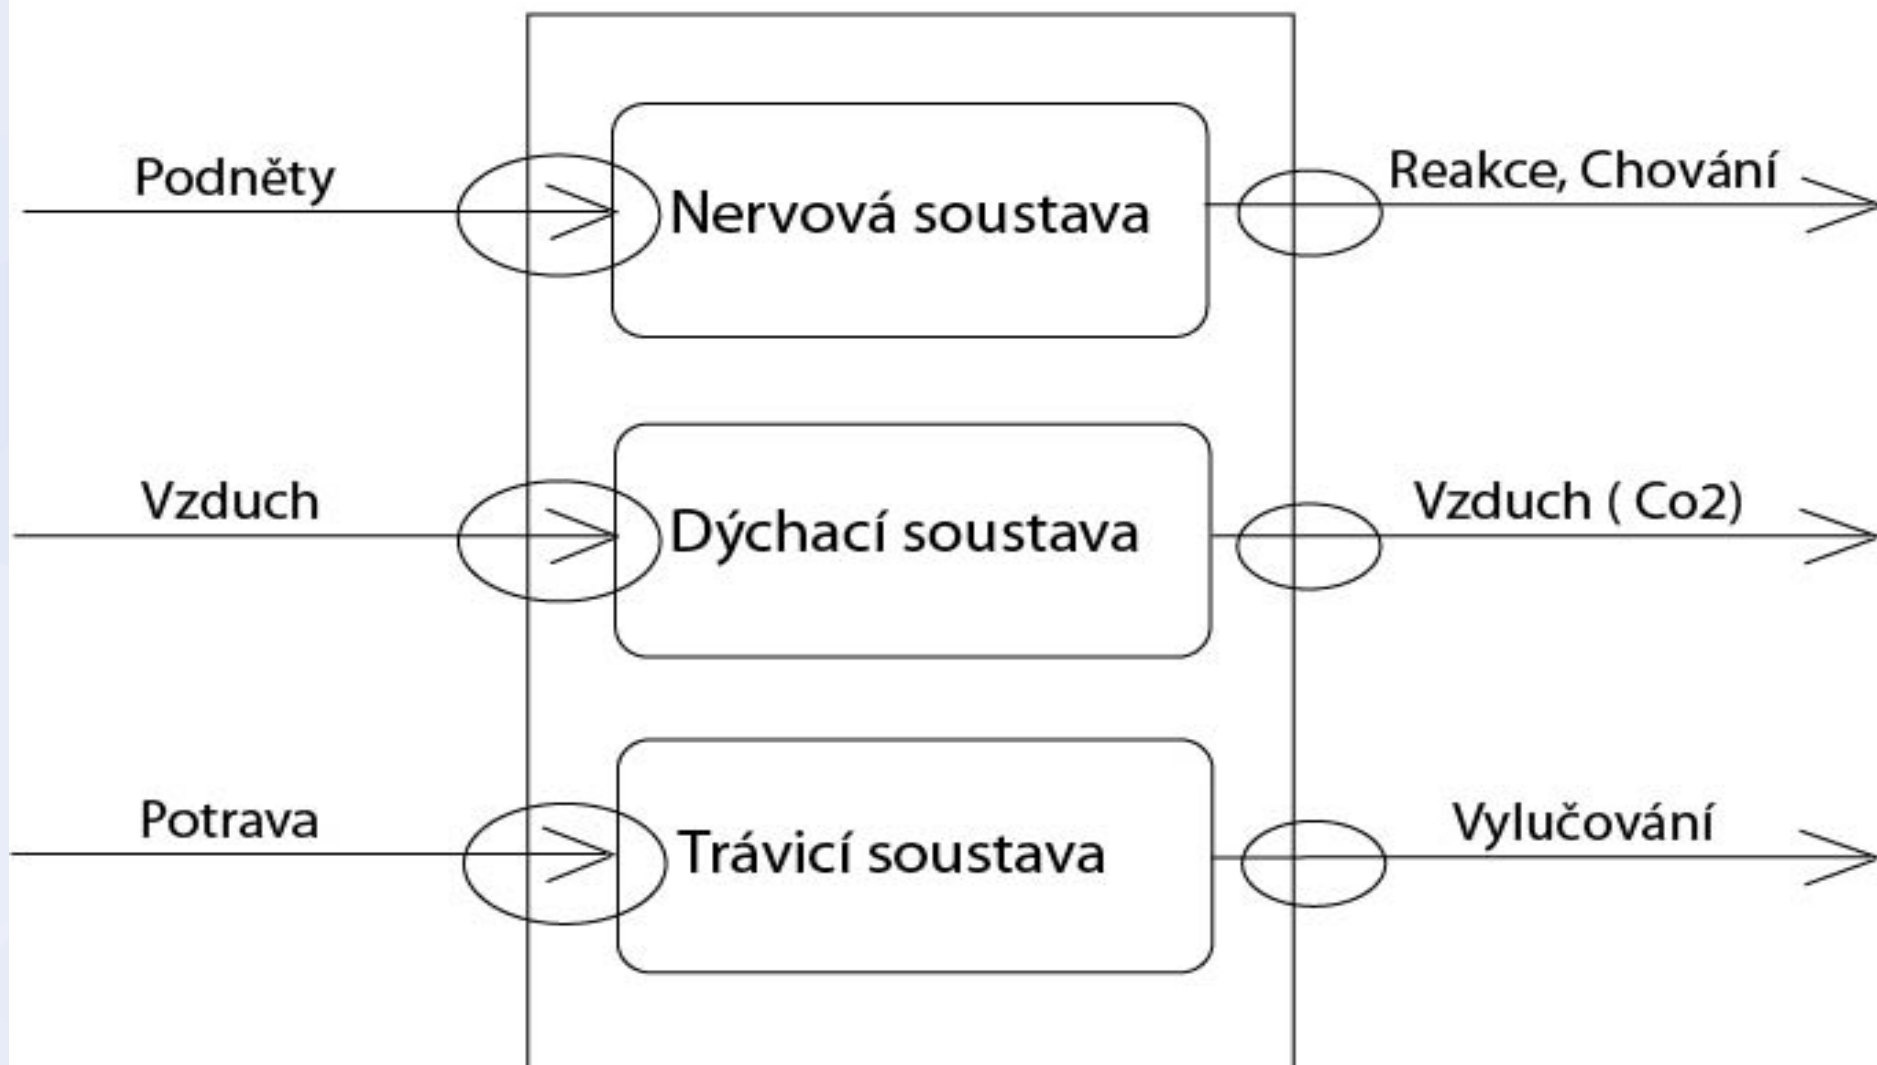 Podněty
Nervová soustava
Reakce, Chování
Vzduch
Dýchací soustava
Vzduch ( Co2)
Potrava
Trávicí soustava
Vylučování